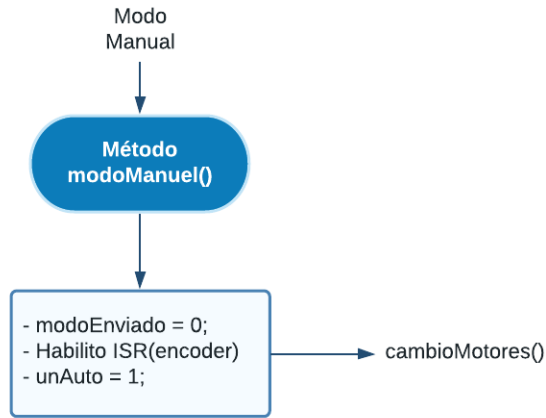 Modo
Manual
Método
modoManuel()
- modoEnviado = 0;
- Habilito ISR(encoder)
- unAuto = 1;
cambioMotores()